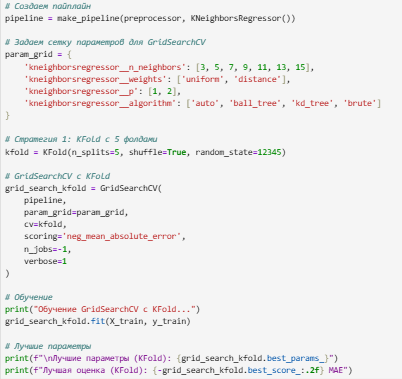 # Создаем пайплайн
pipeline = make_pipeline(preprocessor, KNeighborsRegressor())
# Задаем сетку параметров для GridSearchCV
param_grid = {
    'kneighborsregressor__n_neighbors': [3, 5, 7, 9, 11, 13, 15],
    'kneighborsregressor__weights': ['uniform', 'distance'],
    'kneighborsregressor__p': [1, 2],
    'kneighborsregressor__algorithm': ['auto', 'ball_tree', 'kd_tree', 'brute']
}
# Стратегия 1: KFold с 5 фолдами
kfold = KFold(n_splits=5, shuffle=True, random_state=12345)
# GridSearchCV с KFold
grid_search_kfold = GridSearchCV(
    pipeline,
    param_grid=param_grid,
    cv=kfold,
    scoring='neg_mean_absolute_error',
    n_jobs=-1,
    verbose=1
)
# Обучение
print("Обучение GridSearchCV с KFold...")
grid_search_kfold.fit(X_train, y_train)
# Лучшие параметры
print(f"\nЛучшие параметры (KFold): {grid_search_kfold.best_params_}")
print(f"Лучшая оценка (KFold): {-grid_search_kfold.best_score_:.2f} MAE")